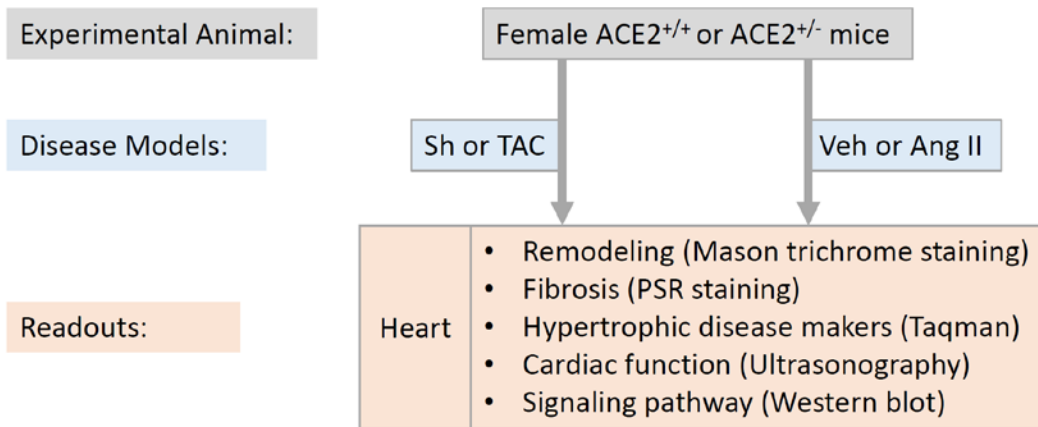 Experimental Animal:
Female ACE2+/+ or ACE2+/- mice
Disease Models:
Sh or TAC
Veh or Ang II
Readouts:
Heart
• Remodeling (Mason trichrome staining)
• Fibrosis (PSR staining)
• Hypertrophic disease makers (Taqman)
• Cardiac function (Ultrasonography)
• Signaling pathway (Western blot)